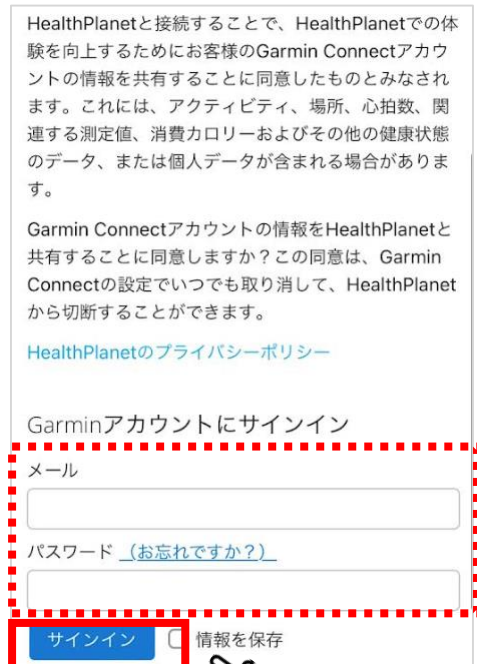 HealthPlanetと接続することで、HealthPlanetでの体
験を向上するためにお客様のGarmin Connectアカウ
ントの情報を共有することに同意したものとみなされ
ます。これには、アクティビティ、場所、心拍数、関
連する測定値、消費カロリーおよびその他の健康状態
のデータ、または個人データが含まれる場合がありま
す。
Garmin Connectアカウントの情報をHealthPlanetと
共有することに同意しますか？この同意は、Garmin
Connectの設定でいつでも取り消して、HealthPlanet
から切断することができます。
HealthPlanetのプライバシーポリシー
Garminアカウントにサインイン
メール
パスワード （お忘れですか？）
サインイン 情報を保存